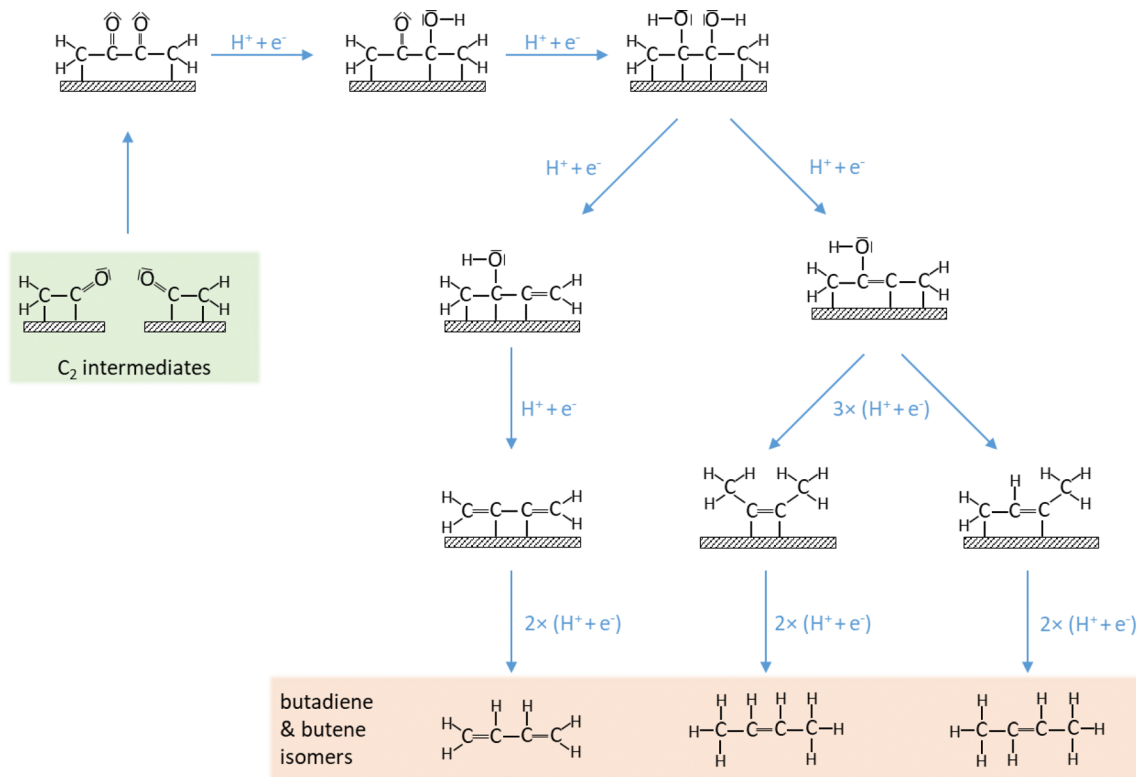 O O
H C—C—C—C H
H H
H⁺ + e⁻
O O—H
H C—C—C—C H
H H
H⁺ + e⁻
H—O O—H
H C—C—C—C H
H H
H⁺ + e⁻
H⁺ + e⁻
H O O H
H C—C C—C H
C₂ intermediates
H—O
H C—C—C=C H
H H
H—O
H C—C=C—C H
H H
H⁺ + e⁻
3× (H⁺ + e⁻)
H C=C—C=C H
H H
H H H H
C C
H H
C=C
H H H
H C
H C—C=C H
H
2× (H⁺ + e⁻)
2× (H⁺ + e⁻)
2× (H⁺ + e⁻)
butadiene
& butene
isomers
H H
H C=C—C=C H
H H
H H H H
H—C—C=C—C—H
H H
H H H
H—C—C=C—C—H
H H H